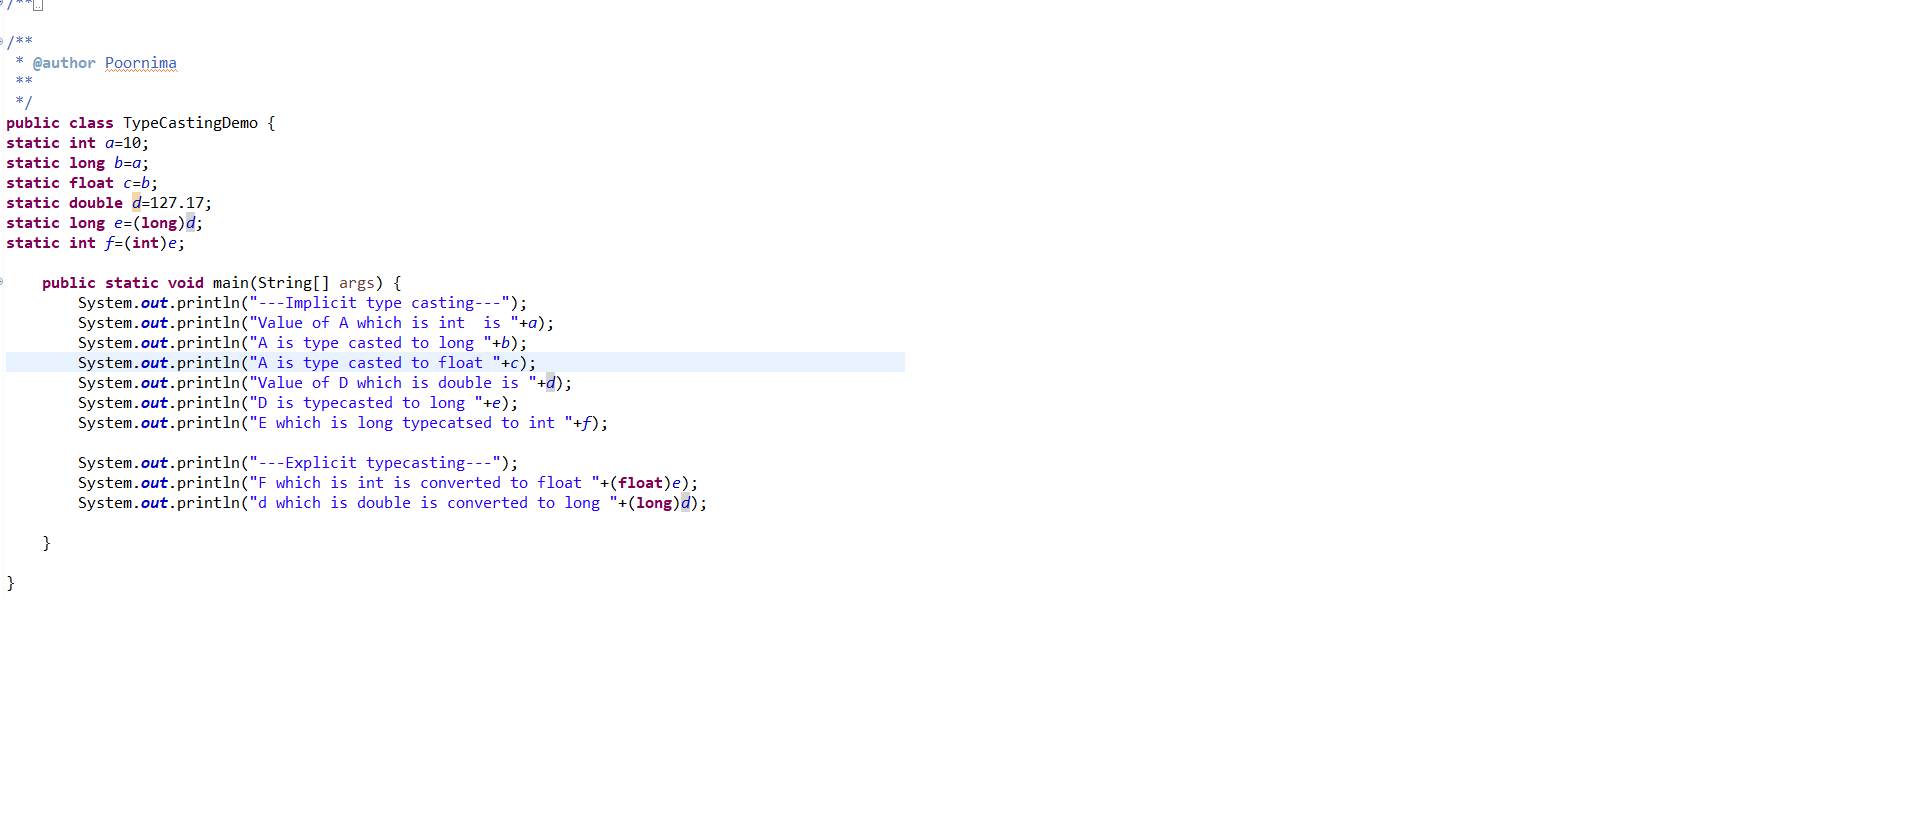 /**
/**
 * @author Poornima
 **
 */
public class TypeCastingDemo {
static int a=10;
static long b=a;
static float c=b;
static double d=127.17;
static long e=(long)d;
static int f=(int)e;
    public static void main(String[] args) {
        System.out.println("---Implicit type casting---");
        System.out.println("Value of A which is int  is "+a);
        System.out.println("A is type casted to long "+b);
        System.out.println("A is type casted to float "+c);
        System.out.println("Value of D which is double is "+d);
        System.out.println("D is typecasted to long "+e);
        System.out.println("E which is long typecatsed to int "+f);
        System.out.println("---Explicit typecasting---");
        System.out.println("F which is int is converted to float "+(float)e);
        System.out.println("d which is double is converted to long "+(long)d);
    }
}